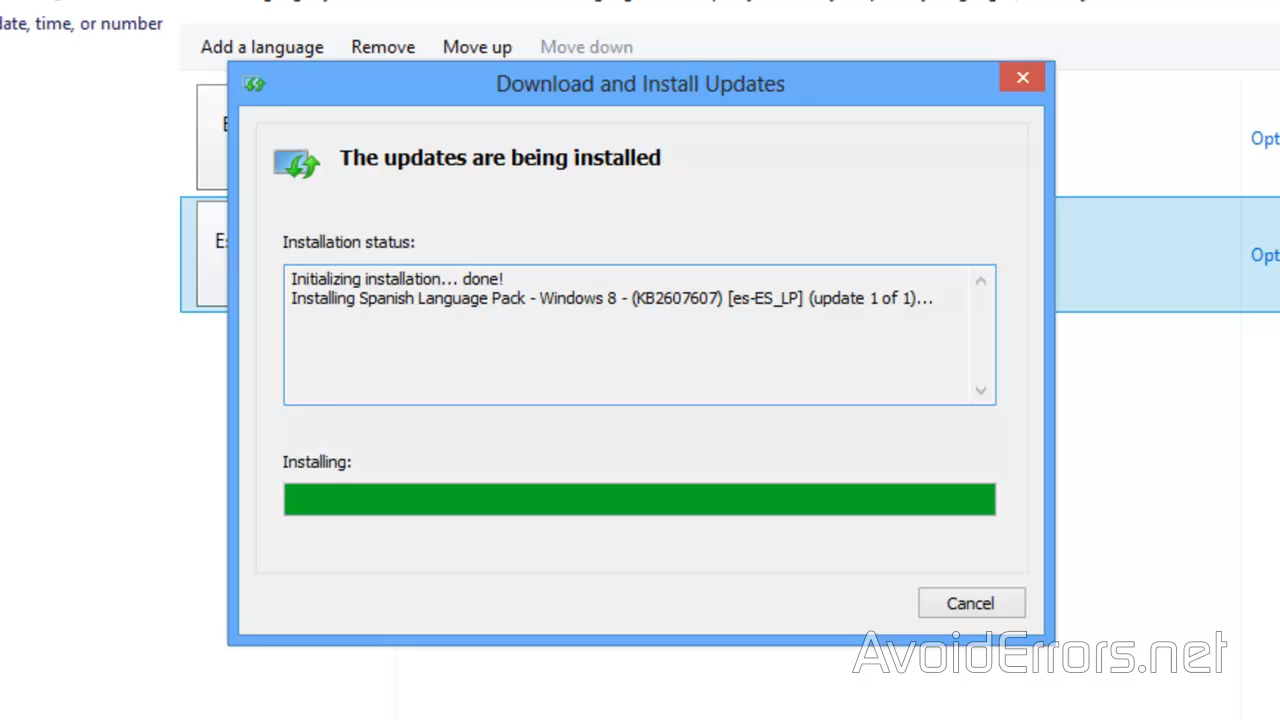 date, time, or number
Add a language Remove Move up Move down
Download and Install Updates
The updates are being installed
Installation status:
Initializing installation... done!
Installing Spanish Language Pack - Windows 8 - (KB2607607) [es-ES_LP] (update 1 of 1)...
Installing:
Cancel
Opt
Opt
AvoidErrors.net